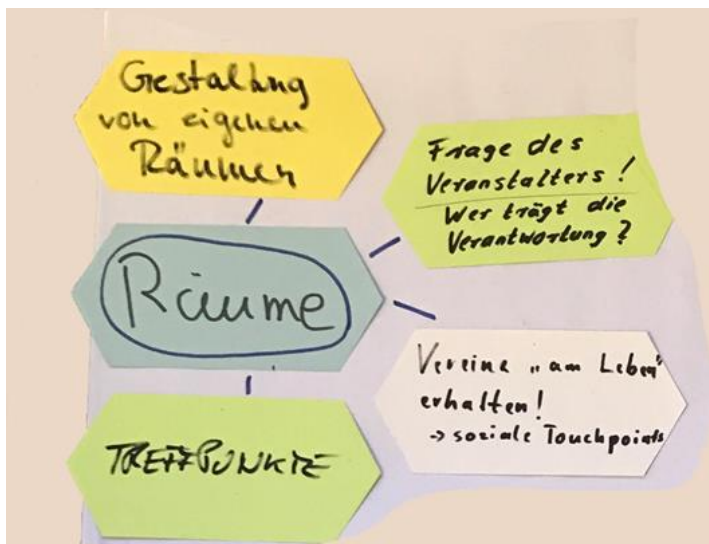 Gestaltung
von eigenen
Räumen
Frage des
Veranstalters!
Wer trägt die
Verantwortung?
Räume
Vereine „am Leben"
erhalten!
→ soziale Touchpoints
TREFFPUNKTE